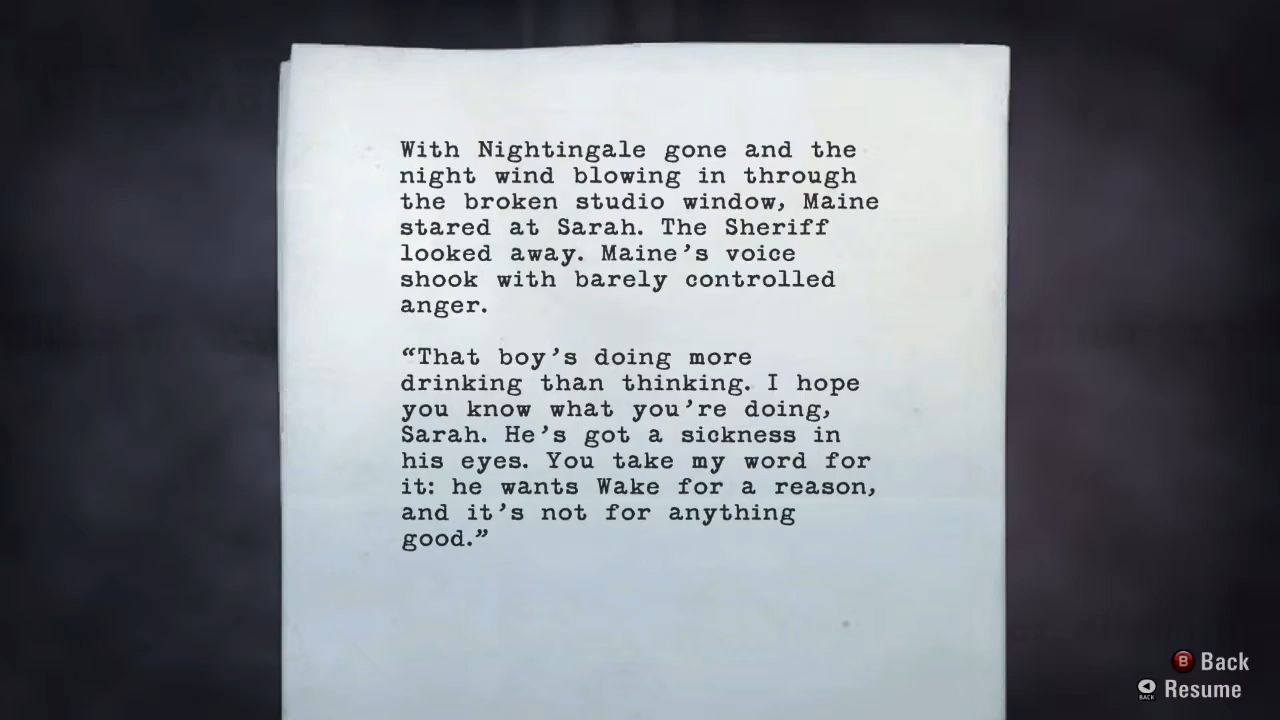 With Nightingale gone and the
night wind blowing in through
the broken studio window, Maine
stared at Sarah. The Sheriff
looked away. Maine’s voice
shook with barely controlled
anger.
“That boy’s doing more
drinking than thinking. I hope
you know what you’re doing,
Sarah. He’s got a sickness in
his eyes. You take my word for
it: he wants Wake for a reason,
and it’s not for anything
good.”
B Back
BACK Resume